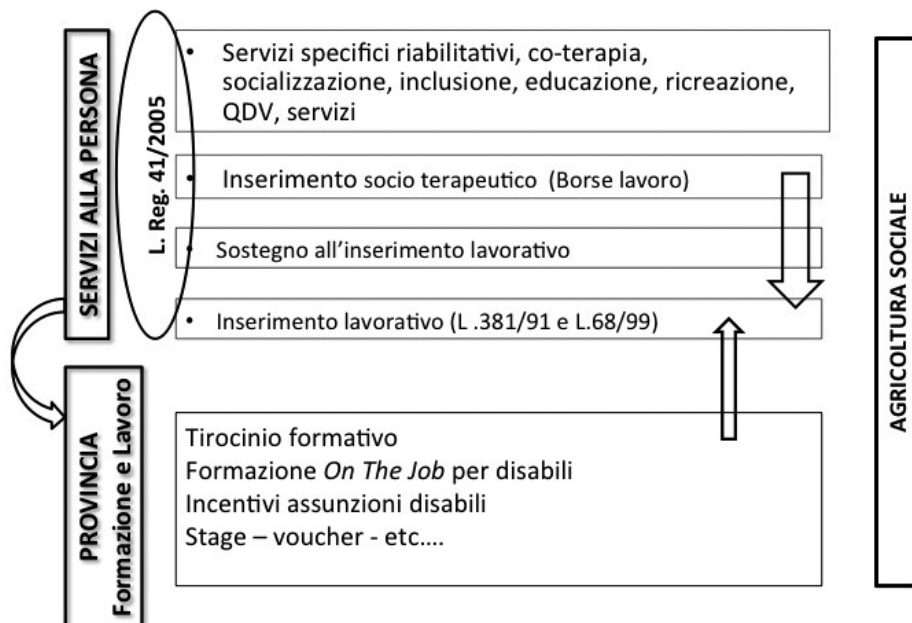 SERVIZI ALLA PERSONA
L. Reg. 41/2005
• Servizi specifici riabilitativi, co-terapia,
socializzazione, inclusione, educazione, ricreazione,
QDV, servizi
• Inserimento socio terapeutico (Borse lavoro)
• Sostegno all'inserimento lavorativo
• Inserimento lavorativo (L .381/91 e L.68/99)
PROVINCIA
Formazione e Lavoro
Tirocinio formativo
Formazione On The Job per disabili
Incentivi assunzioni disabili
Stage – voucher - etc....
AGRICOLTURA SOCIALE